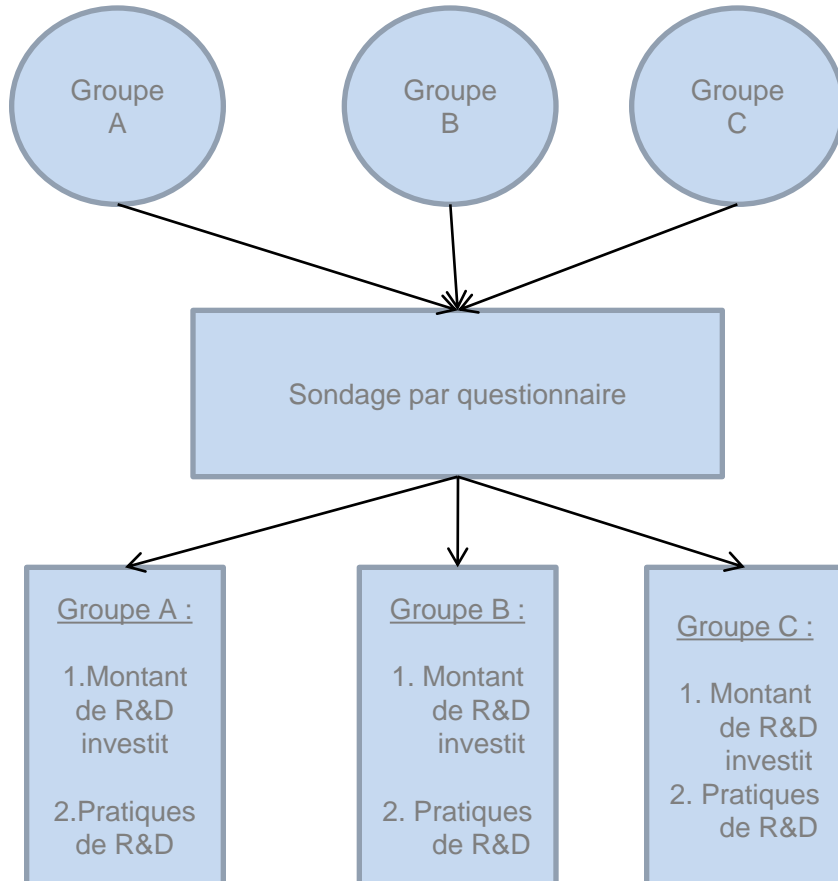 Groupe
A
Groupe
B
Groupe
C
Sondage par questionnaire
Groupe A :
1.Montant
de R&D
investit
2.Pratiques
de R&D
Groupe B :
1. Montant
de R&D
investit
2. Pratiques
de R&D
Groupe C :
1. Montant
de R&D
investit
2. Pratiques
de R&D